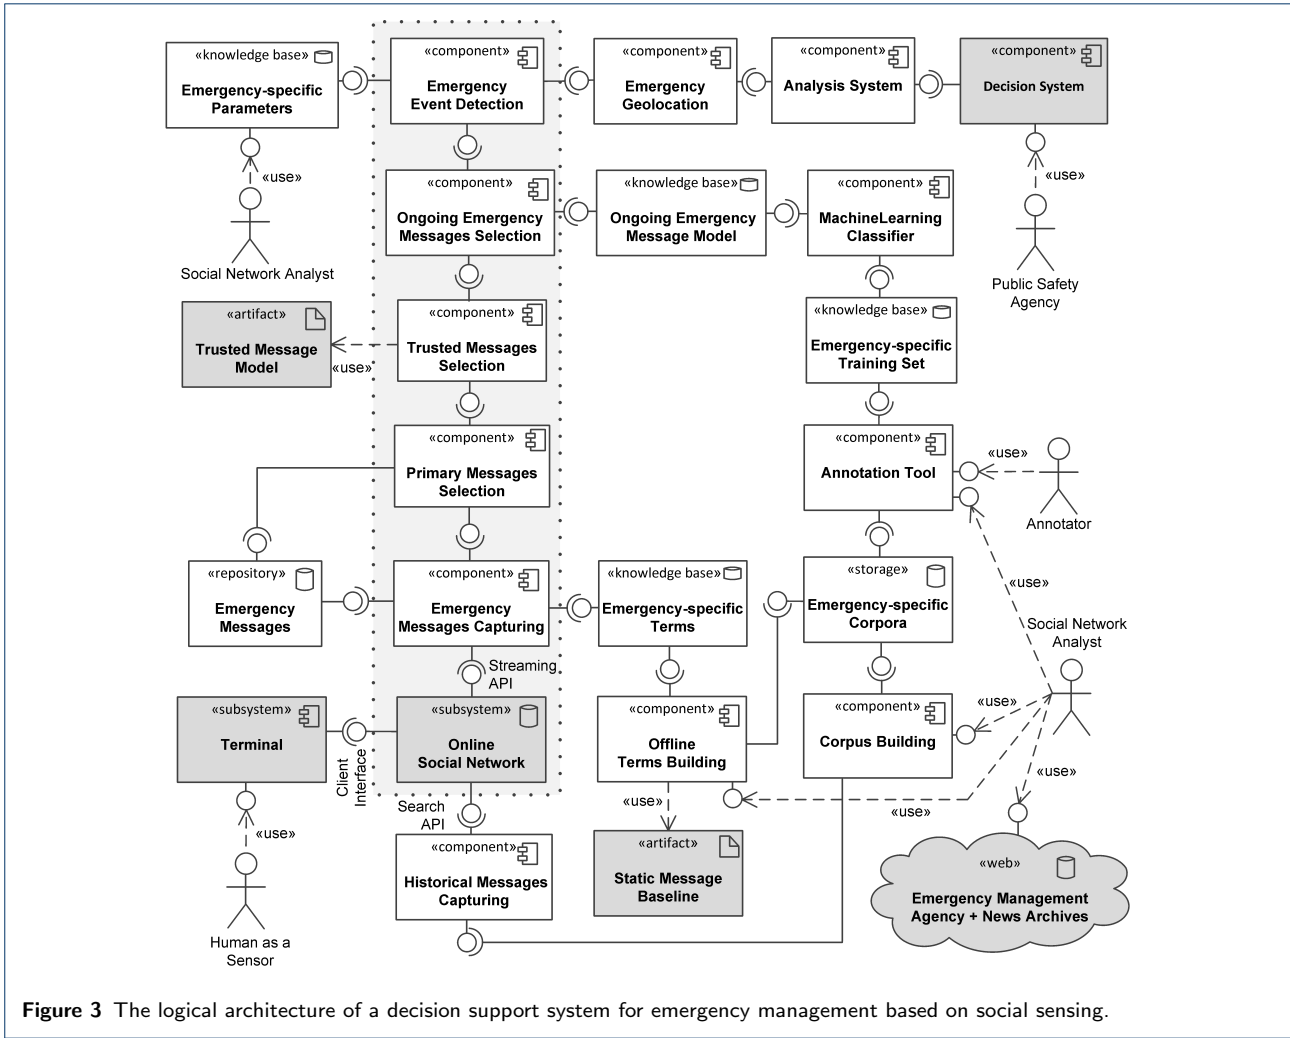 «knowledge base»
Emergency-specific
Parameters
«component»
Emergency
Event Detection
«component»
Emergency
Geolocation
«component»
Analysis System
«component»
Decision System
«use»
Social Network Analyst
«component»
Ongoing Emergency
Messages Selection
«knowledge base»
Ongoing Emergency
Message Model
«component»
MachineLearning
Classifier
«use»
Public Safety
Agency
«artifact»
Trusted Message
Model
«use»
«component»
Trusted Messages
Selection
«knowledge base»
Emergency-specific
Training Set
«component»
Primary Messages
Selection
«component»
Annotation Tool
«use»
Annotator
«repository»
Emergency
Messages
«component»
Emergency
Messages Capturing
«knowledge base»
Emergency-specific
Terms
«storage»
Emergency-specific
Corpora
«use»
Social Network
Analyst
Streaming
API
«subsystem»
Terminal
Client
Interface
«subsystem»
Online
Social Network
«component»
Offline
Terms Building
«component»
Corpus Building
«use»
«use»
«use»
«use»
«use»
Search
API
Human as a
Sensor
«component»
Historical Messages
Capturing
«artifact»
Static Message
Baseline
«web»
Emergency Management
Agency + News Archives
Figure 3 The logical architecture of a decision support system for emergency management based on social sensing.